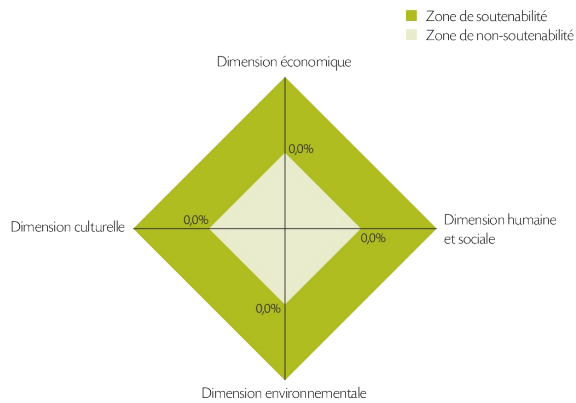 Zone de soutenabilité
Zone de non-soutenabilité
Dimension économique
0,0%
0,0%
Dimension culturelle
Dimension humaine
et sociale
0,0%
0,0%
Dimension environnementale